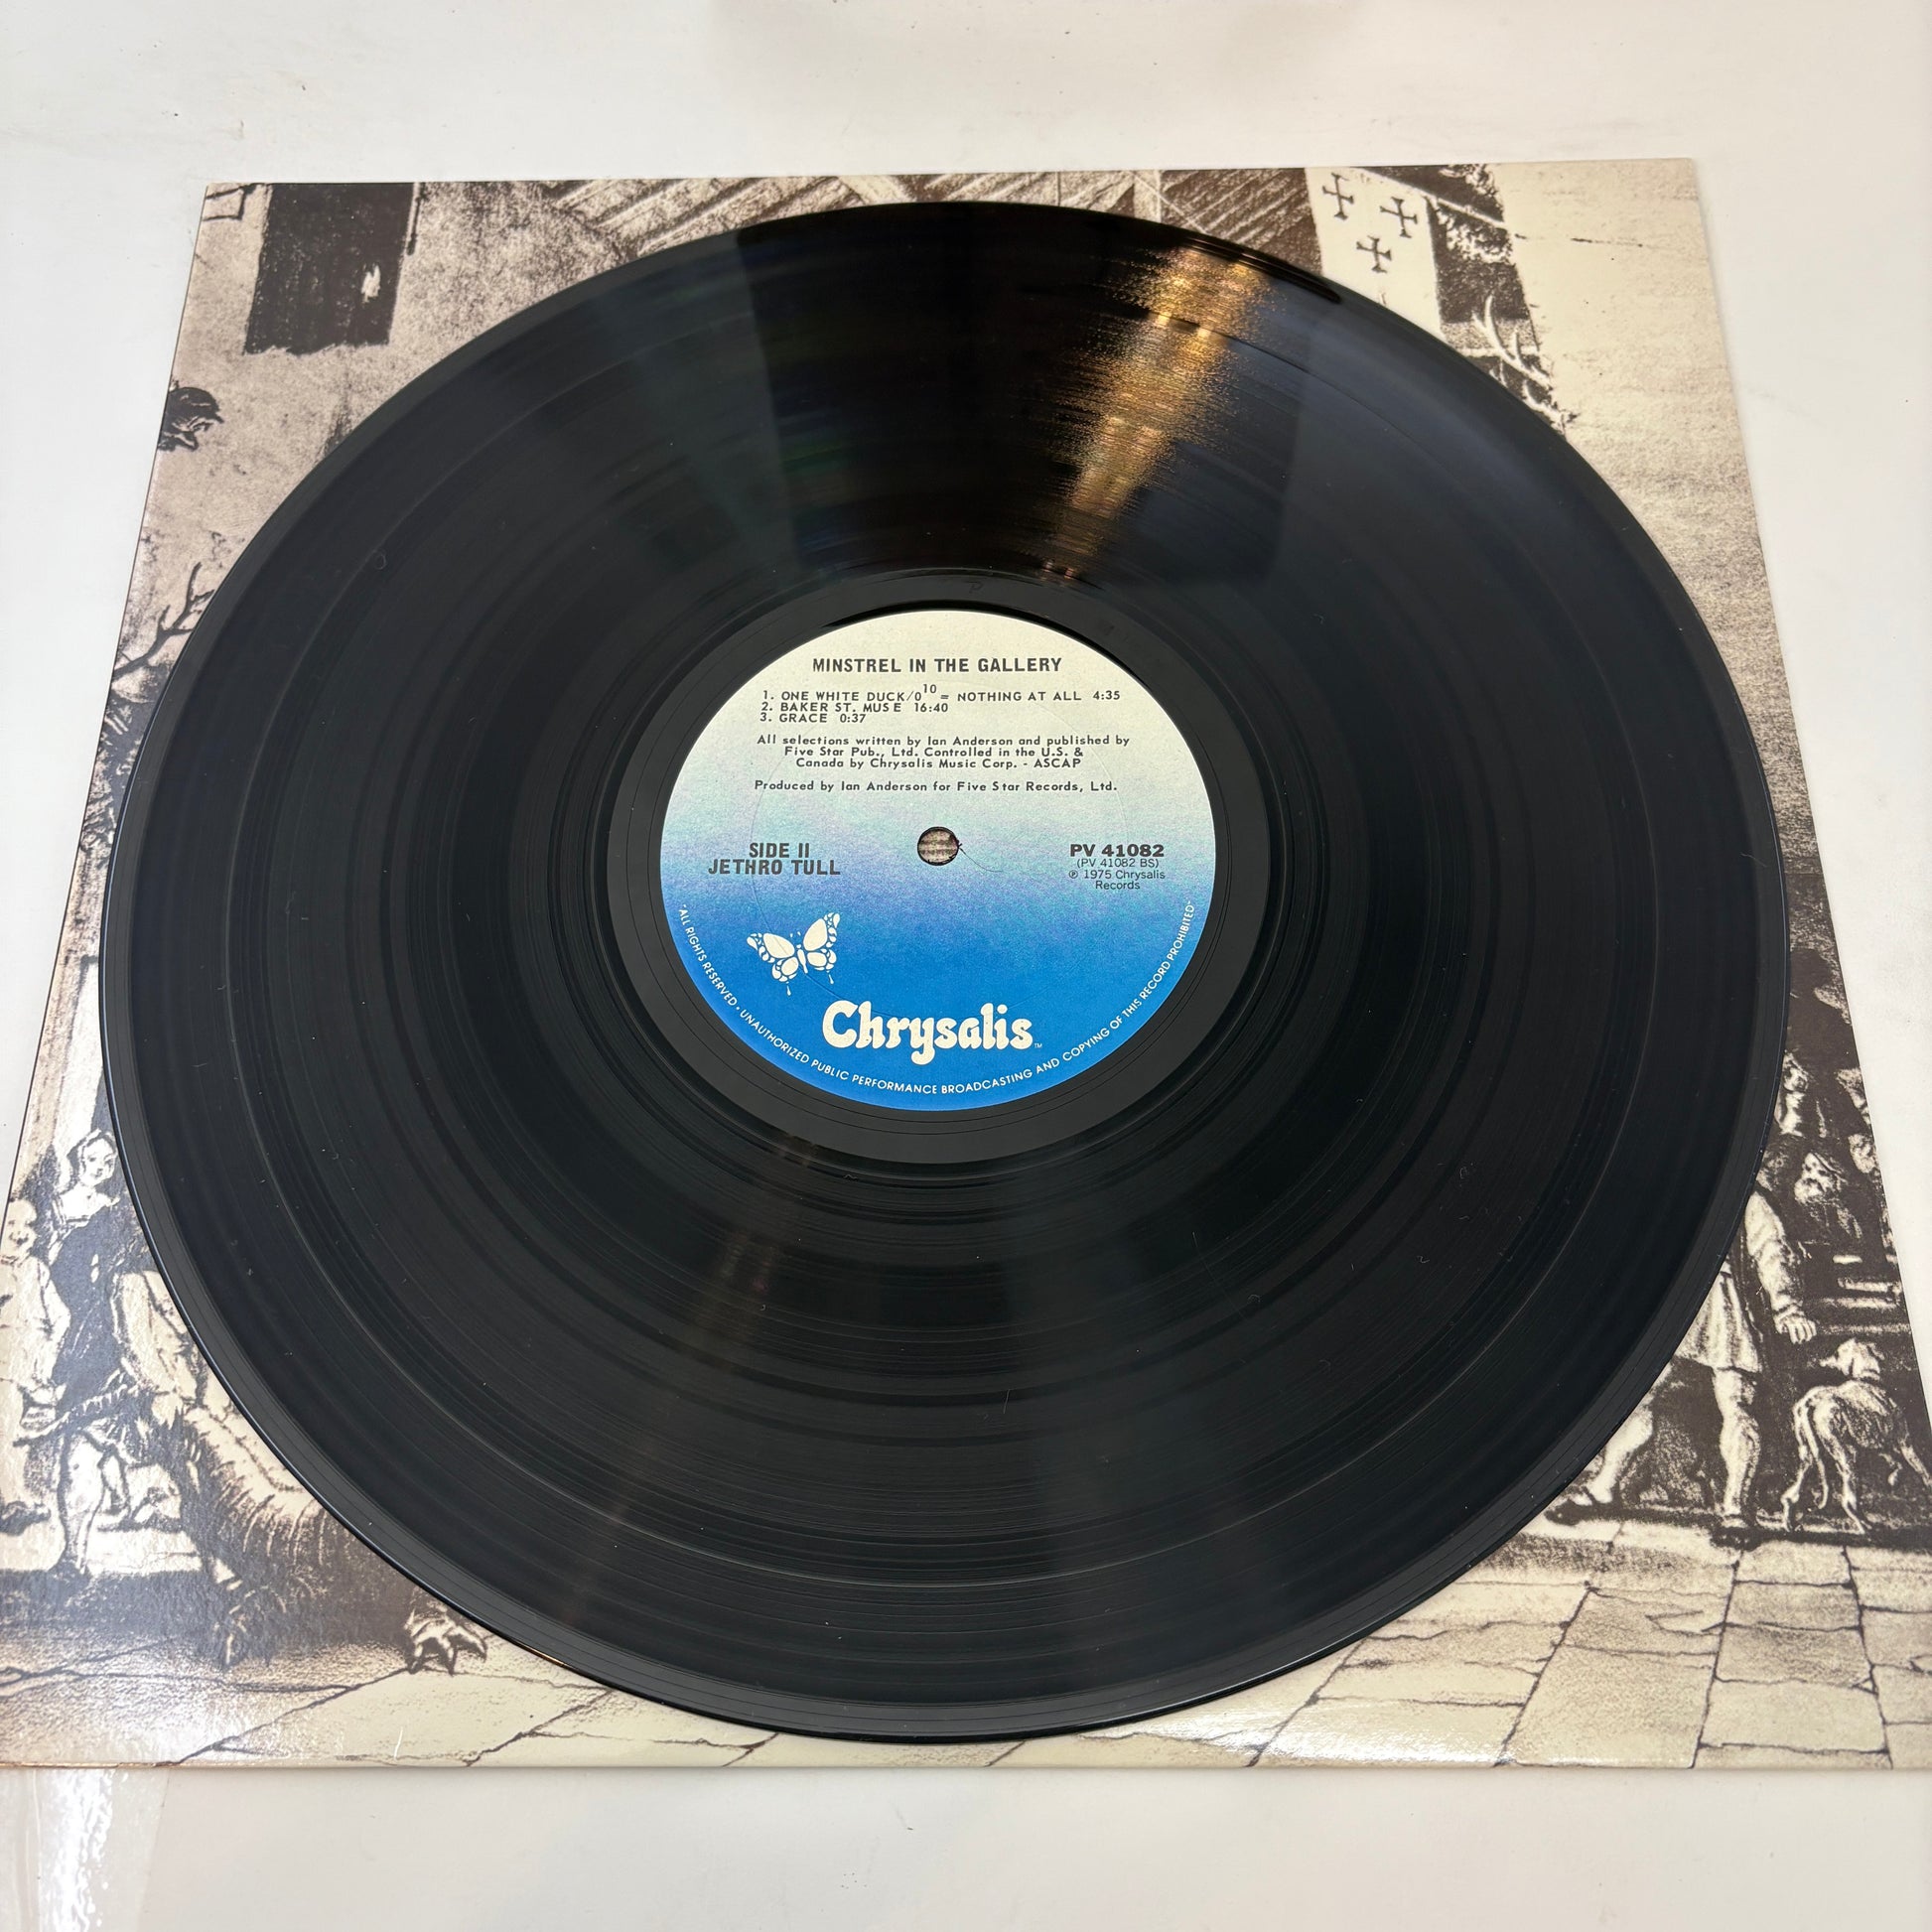 MINSTREL IN THE GALLERY
1. ONE WHITE DUCK/0¹⁰ = NOTHING AT ALL 4:35
2. BAKER ST. MUSE 16:40
3. GRACE 0:37
All selections written by Ian Anderson and published by
Five Star Pub., Ltd. Controlled in the U.S. &
Canada by Chrysalis Music Corp. - ASCAP
Produced by Ian Anderson for Five Star Records, Ltd.
SIDE II
JETHRO TULL
PV 41082
(PV 41082 BS)
℗ 1975 Chrysalis
Records
Chrysalis™
·ALL RIGHTS RESERVED · UNAUTHORIZED PUBLIC PERFORMANCE BROADCASTING AND COPYING OF THIS RECORD PROHIBITED·